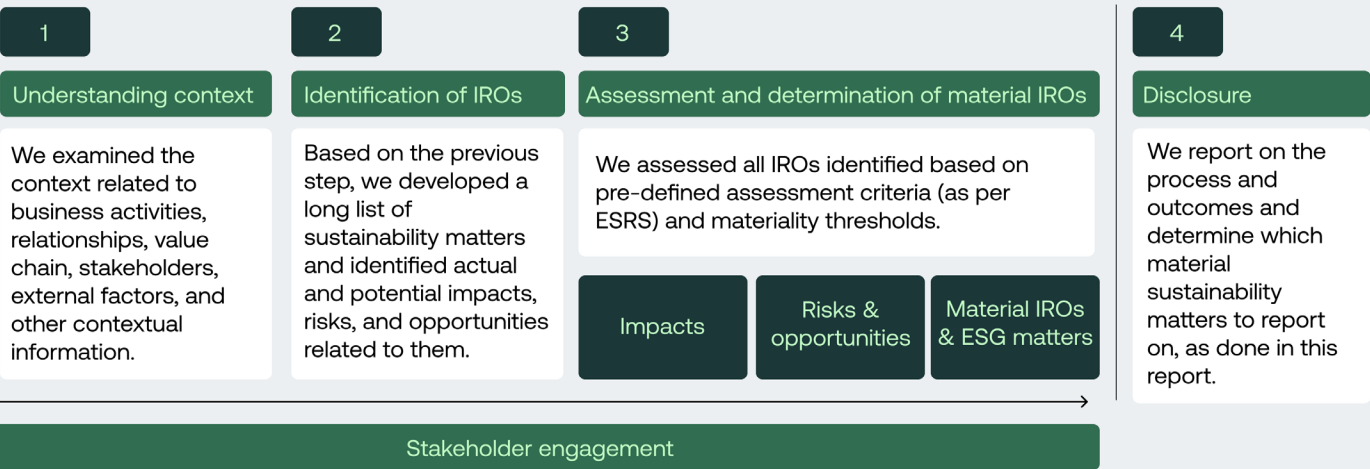 1
Understanding context
We examined the
context related to
business activities,
relationships, value
chain, stakeholders,
external factors, and
other contextual
information.
2
Identification of IROs
Based on the previous
step, we developed a
long list of
sustainability matters
and identified actual
and potential impacts,
risks, and opportunities
related to them.
3
Assessment and determination of material IROs
We assessed all IROs identified based on
pre-defined assessment criteria (as per
ESRS) and materiality thresholds.
Impacts
Risks &
opportunities
Material IROs
& ESG matters
4
Disclosure
We report on the
process and
outcomes and
determine which
material
sustainability
matters to report
on, as done in this
report.
Stakeholder engagement